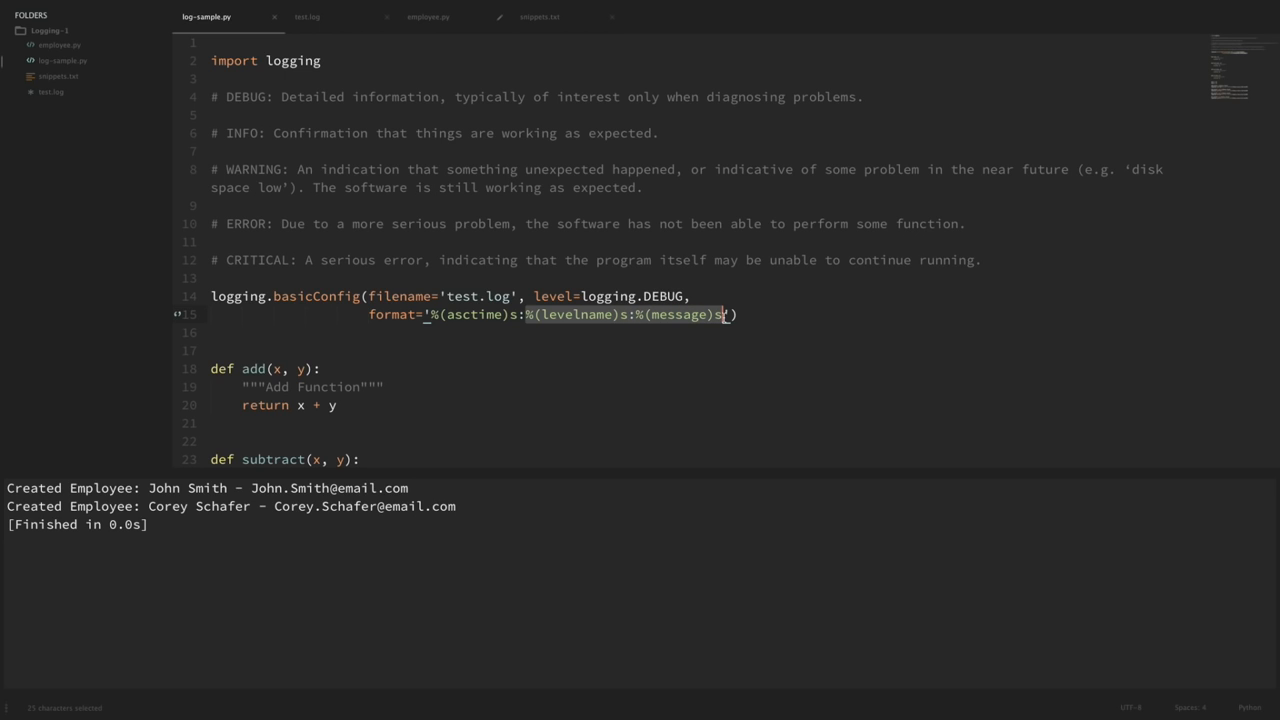 FOLDERS
Logging-1
employee.py
log-sample.py
snippets.txt
test.log
log-sample.py × test.log × employee.py snippets.txt ×
1
2 import logging
3
4 # DEBUG: Detailed information, typically of interest only when diagnosing problems.
5
6 # INFO: Confirmation that things are working as expected.
7
8 # WARNING: An indication that something unexpected happened, or indicative of some problem in the near future (e.g. ‘disk
space low’). The software is still working as expected.
9
10 # ERROR: Due to a more serious problem, the software has not been able to perform some function.
11
12 # CRITICAL: A serious error, indicating that the program itself may be unable to continue running.
13
14 logging.basicConfig(filename='test.log', level=logging.DEBUG,
15 format='%(asctime)s:%(levelname)s:%(message)s')
16
17
18 def add(x, y):
19 """Add Function"""
20 return x + y
21
22
23 def subtract(x, y):
Created Employee: John Smith - John.Smith@email.com
Created Employee: Corey Schafer - Corey.Schafer@email.com
[Finished in 0.0s]
25 characters selected UTF-8 Spaces: 4 Python